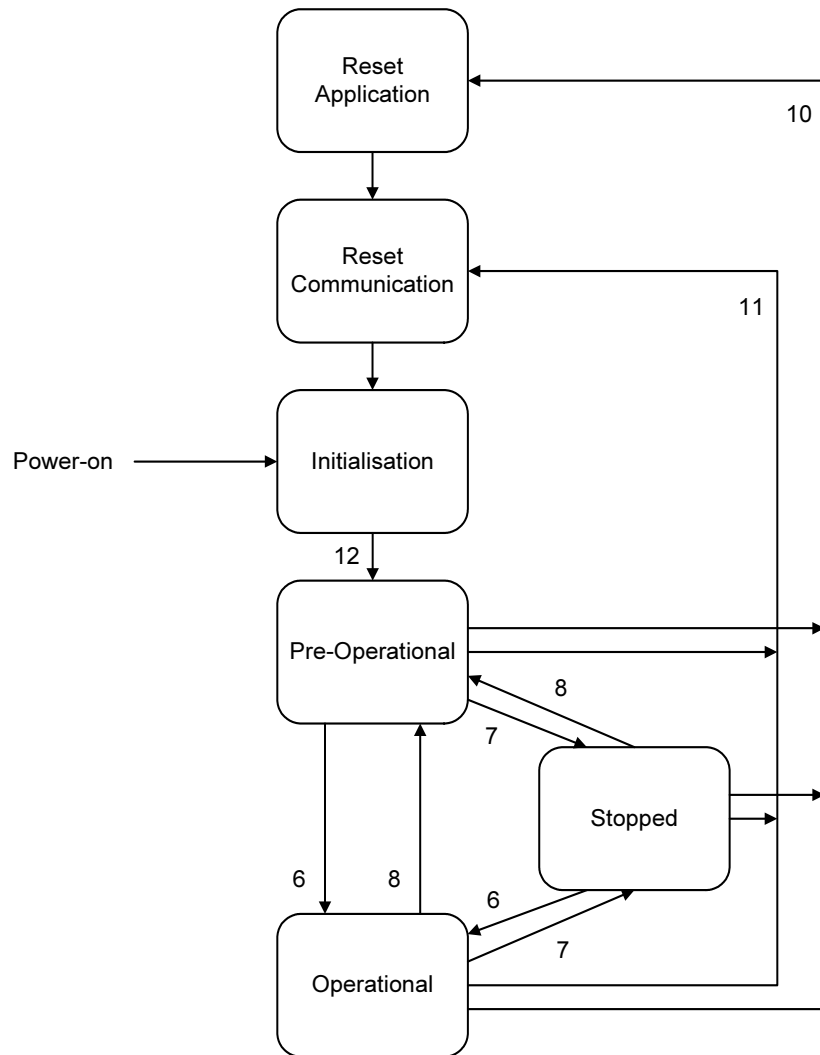 Reset
Application
10
Reset
Communication
11
Power-on
Initialisation
12
Pre-Operational
8
7
Stopped
6
8
6
7
Operational